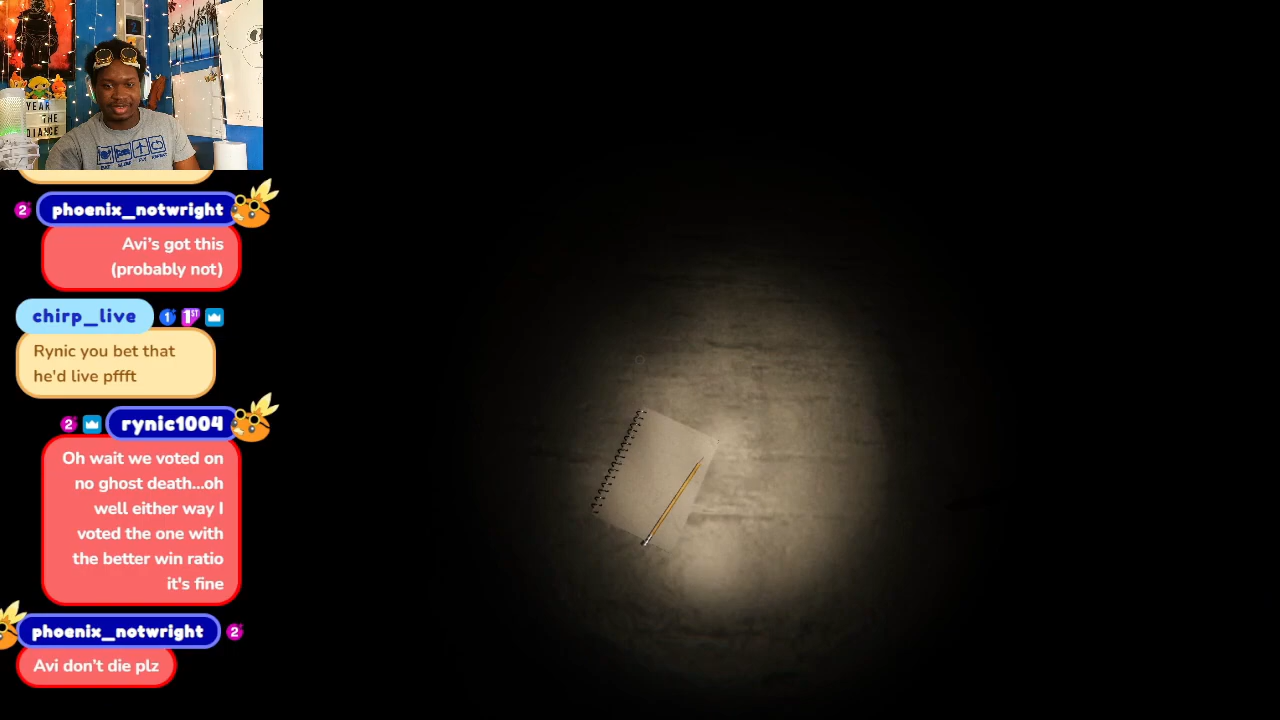 YEAR
THE
phoenix_notwright
Avi's got this
(probably not)
chirp_live
Rynic you bet that
he'd live pffft
rynic1004
Oh wait we voted on
no ghost death...oh
well either way I
voted the one with
the better win ratio
it's fine
phoenix_notwright
Avi don't die plz